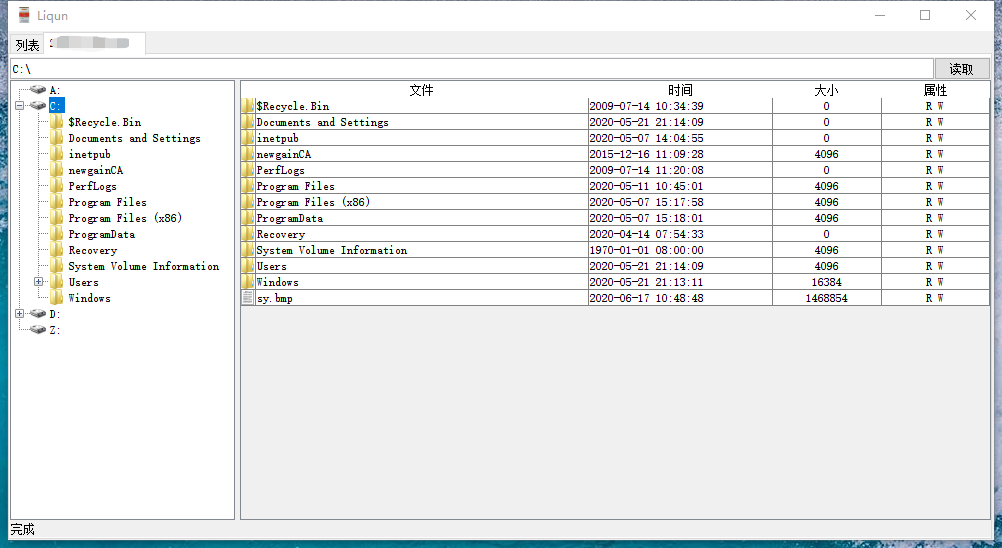 Liqun
列表
C:\ 读取
文件 时间 大小 属性
A:
C:
$Recycle.Bin
Documents and Settings
inetpub
newgainCA
PerfLogs
Program Files
Program Files (x86)
ProgramData
Recovery
System Volume Information
Users
Windows
D:
Z:
$Recycle.Bin 2009-07-14 10:34:39 0 R W
Documents and Settings 2020-05-21 21:14:09 0 R W
inetpub 2020-05-07 14:04:55 0 R W
newgainCA 2015-12-16 11:09:28 4096 R W
PerfLogs 2009-07-14 11:20:08 0 R W
Program Files 2020-05-11 10:45:01 4096 R W
Program Files (x86) 2020-05-07 15:17:58 4096 R W
ProgramData 2020-05-07 15:18:01 4096 R W
Recovery 2020-04-14 07:54:33 0 R W
System Volume Information 1970-01-01 08:00:00 4096 R W
Users 2020-05-21 21:14:09 4096 R W
Windows 2020-05-21 21:13:11 16384 R W
sy.bmp 2020-06-17 10:48:48 1468854 R W
完成